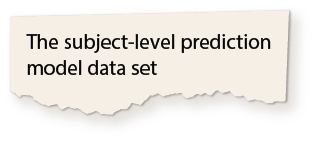 The subject-level prediction
model data set